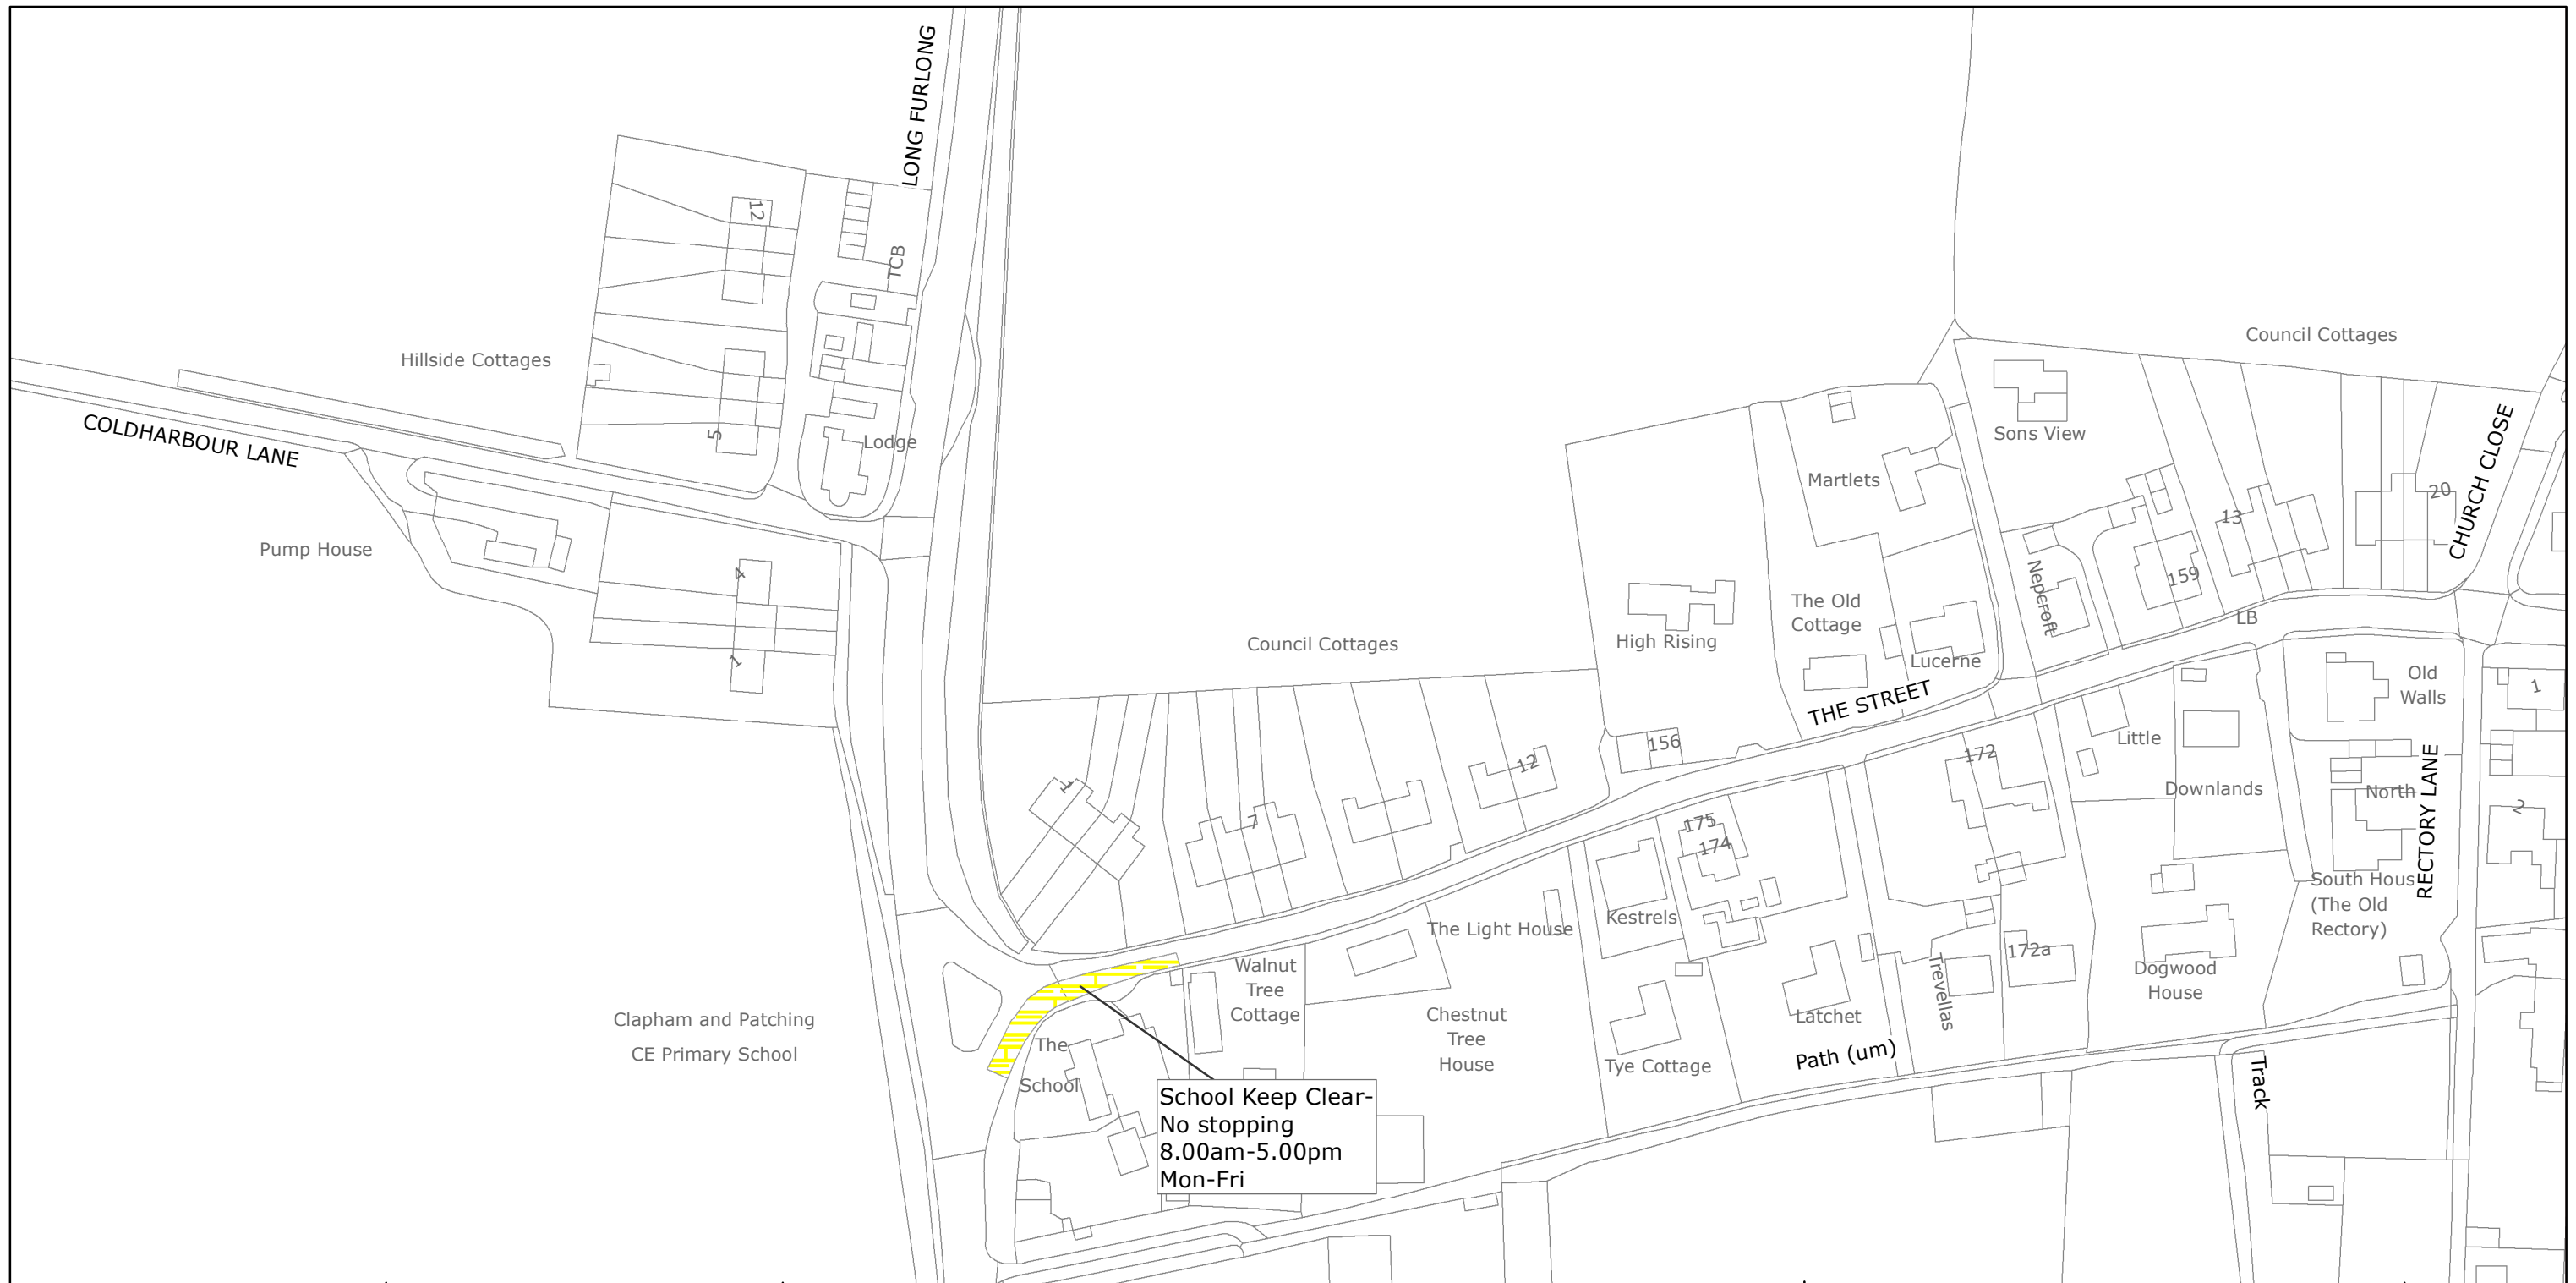 LONG FURLONG
12
TCB
Hillside Cottages
COLDHARBOUR LANE
5
Lodge
Pump House
4
1
Council Cottages
Sons View
Martlets
CHURCH CLOSE
20
13
159
Nepcroft
LB
The Old
Cottage
High Rising
Lucerne
THE STREET
Council Cottages
156
12
7
1
172
Little
Downlands
Old
Walls
1
North
RECTORY LANE
2
South Hous
(The Old
Rectory)
175
174
Kestrels
The Light House
Walnut
Tree
Cottage
Chestnut
Tree
House
Tye Cottage
Latchet
Trevellas
172a
Dogwood
House
Path (um)
Track
Clapham and Patching
CE Primary School
The
School
School Keep Clear-
No stopping
8.00am-5.00pm
Mon-Fri